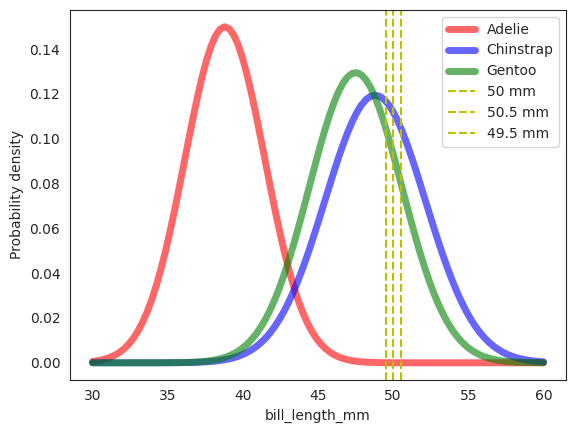 Adelie
Chinstrap
Gentoo
50 mm
50.5 mm
49.5 mm
Probability density
0.14
0.12
0.10
0.08
0.06
0.04
0.02
0.00
30 35 40 45 50 55 60
bill_length_mm